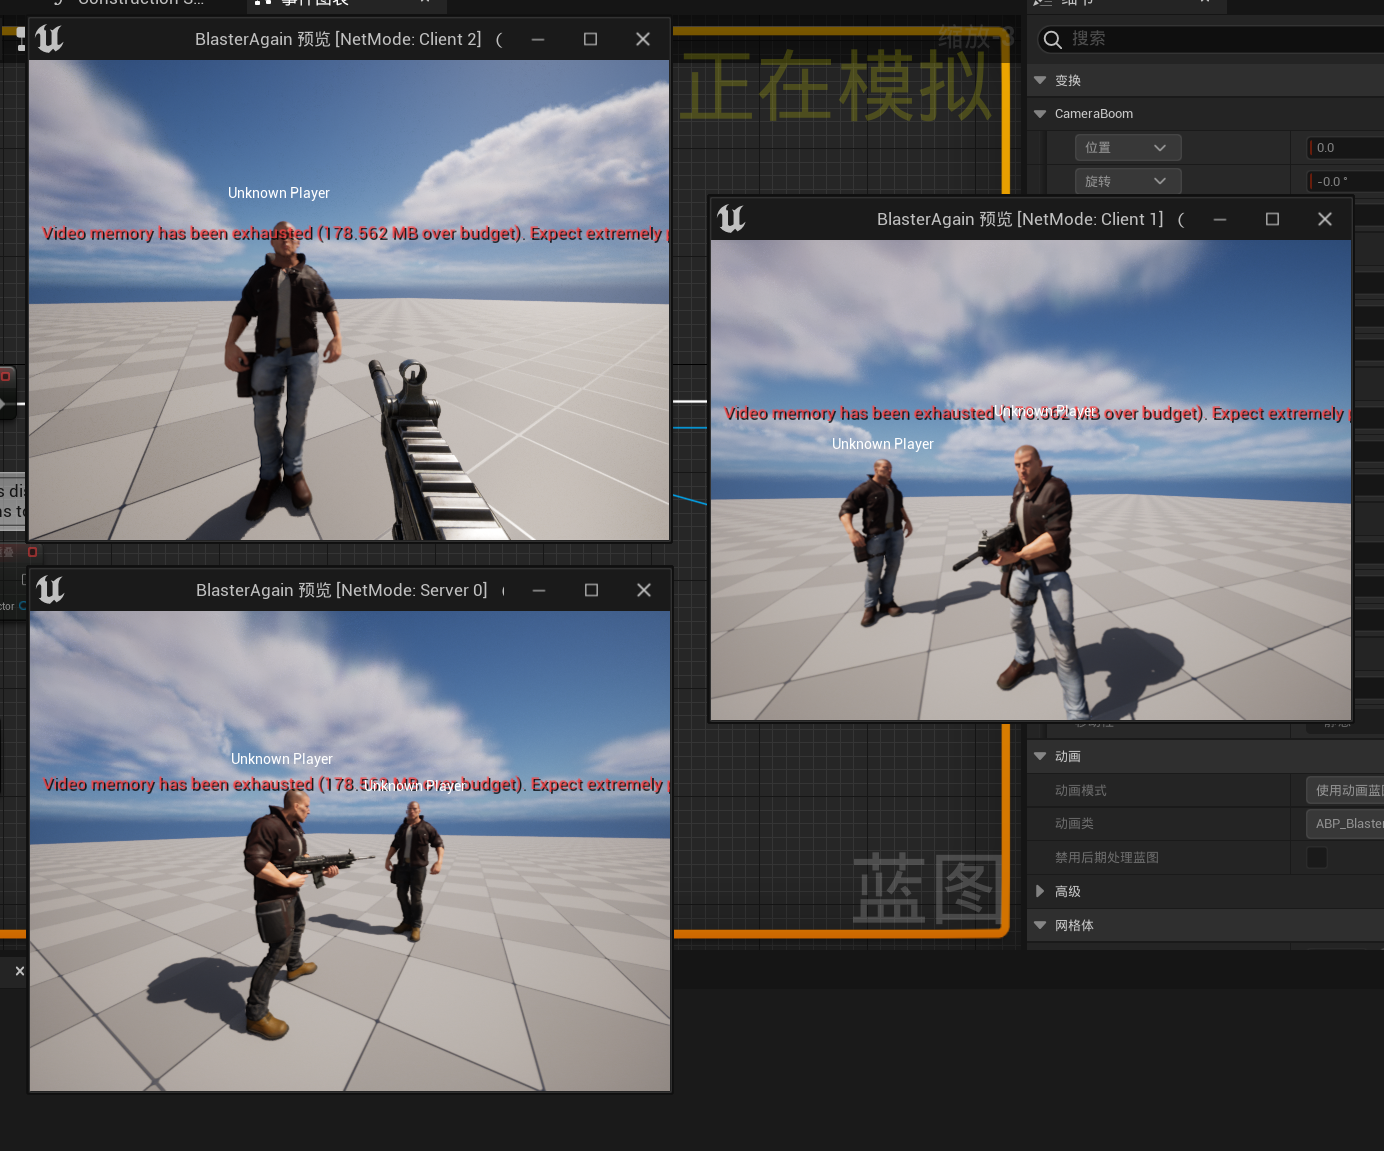 事件图表
缩放-3
细节
BlasterAgain 预览 [NetMode: Client 2] (
正在模拟
搜索
变换
CameraBoom
位置
0.0
旋转
-0.0 °
Unknown Player
Video memory has been exhausted (178.562 MB over budget). Expect extremely
BlasterAgain 预览 [NetMode: Client 1] (
Unknown Player
Video memory has been exhausted (178.562 MB over budget). Expect extremely
Unknown Player
BlasterAgain 预览 [NetMode: Server 0] (
Unknown Player
Video memory has been exhausted (178.562 MB over budget). Expect extremely
Unknown Player
动画
动画模式
使用动画蓝图
动画类
ABP_Blaster
禁用后期处理蓝图
高级
网格体
蓝图